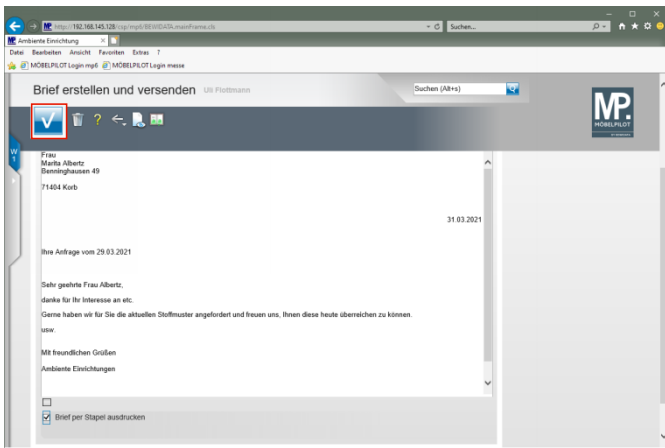 http://192.168.145.128/csp/mp6/BEWIDATA.mainFrame.cls
Suchen...
Ambiente Einrichtung
Datei Bearbeiten Ansicht Favoriten Extras ?
MÖBELPILOT Login mp6 MÖBELPILOT Login messe
Brief erstellen und versenden Uli Flottmann
Suchen (Alt+s)
MP.
MÖBELPILOT
W
1
Frau
Marita Albertz
Benninghausen 49
71404 Korb
31.03.2021
Ihre Anfrage vom 29.03.2021
Sehr geehrte Frau Albertz,
danke für Ihr Interesse an etc.
Gerne haben wir für Sie die aktuellen Stoffmuster angefordert und freuen uns, Ihnen diese heute überreichen zu können.
usw.
Mit freundlichen Grüßen
Ambiente Einrichtungen
Brief per Stapel ausdrucken